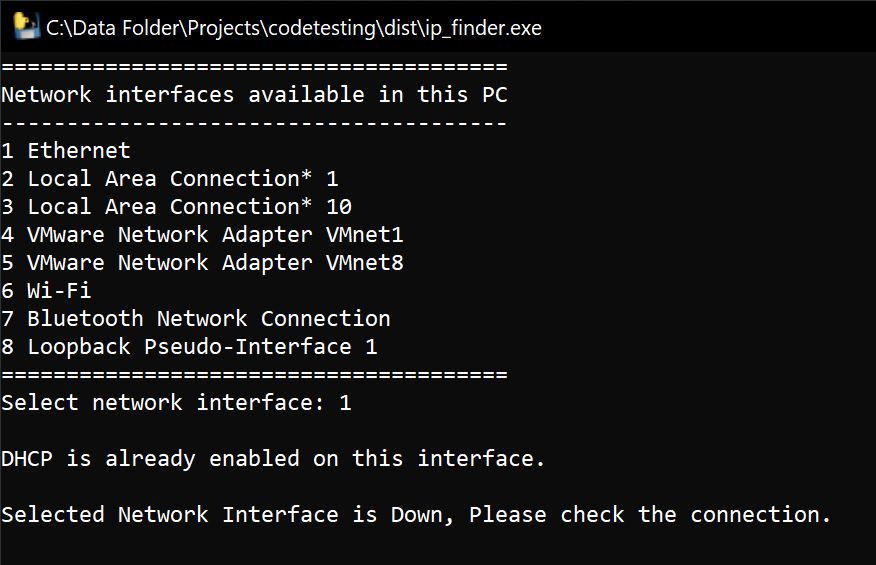 C:\Data Folder\Projects\codetesting\dist\ip_finder.exe
=======================================
Network interfaces available in this PC
---------------------------------------
1 Ethernet
2 Local Area Connection* 1
3 Local Area Connection* 10
4 VMware Network Adapter VMnet1
5 VMware Network Adapter VMnet8
6 Wi-Fi
7 Bluetooth Network Connection
8 Loopback Pseudo-Interface 1
=======================================
Select network interface: 1
DHCP is already enabled on this interface.
Selected Network Interface is Down, Please check the connection.